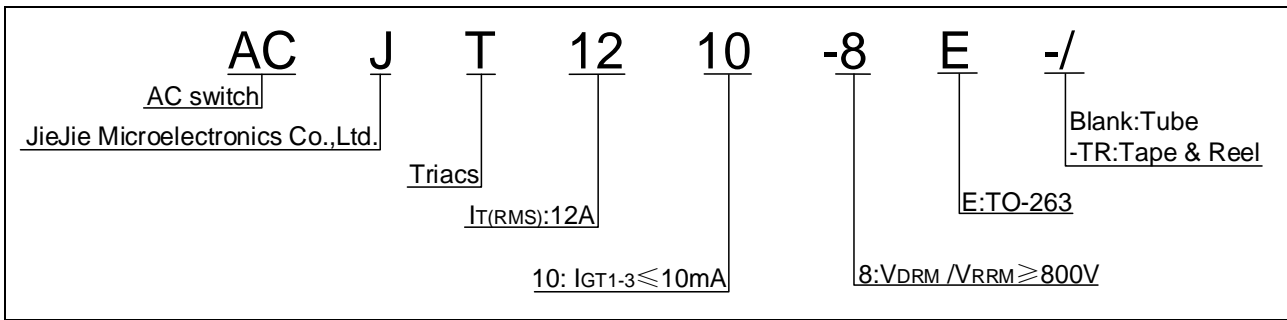 AC J T 12 10 -8 E -/
AC switch
JieJie Microelectronics Co.,Ltd.
Triacs
IT(RMS):12A
10: IGT1-3≤10mA
8:VDRM /VRRM≥800V
E:TO-263
Blank:Tube
-TR:Tape & Reel